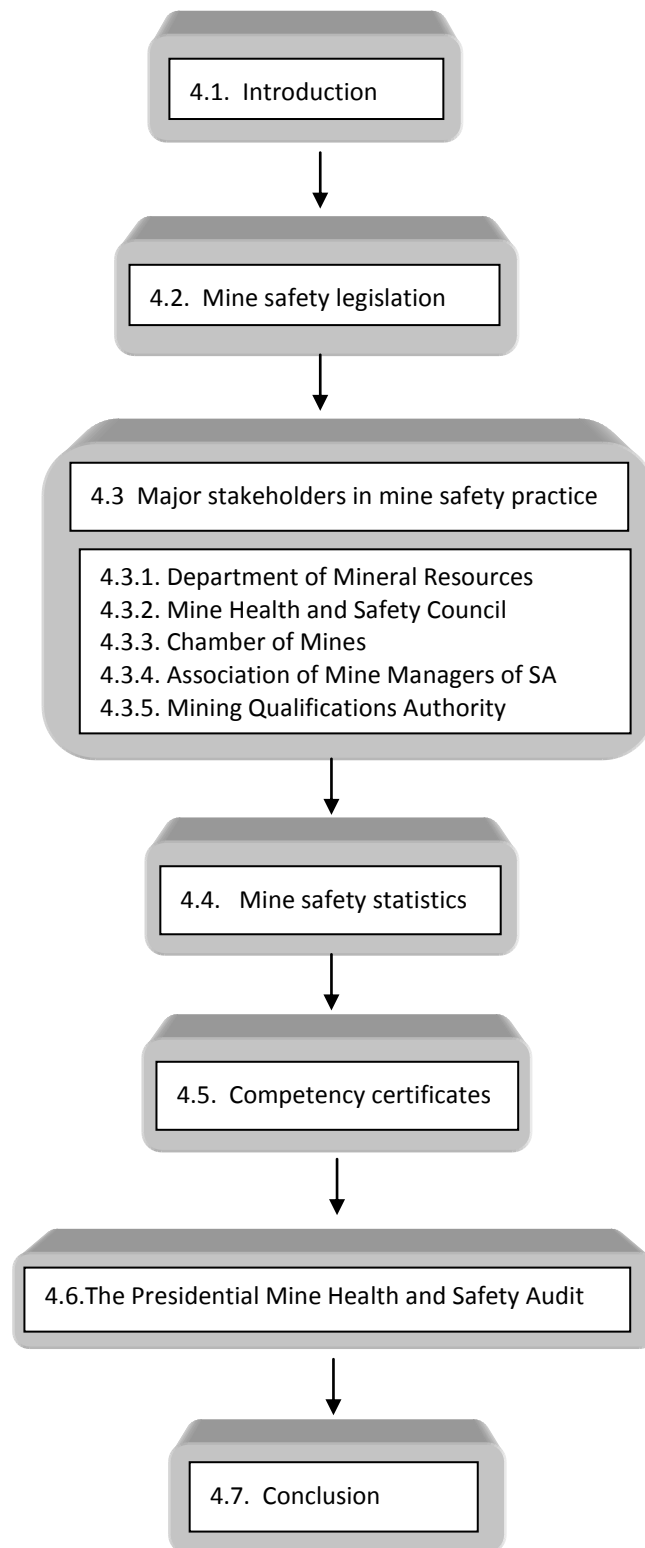 4.1. Introduction
4.2. Mine safety legislation
4.3 Major stakeholders in mine safety practice
4.3.1. Department of Mineral Resources
4.3.2. Mine Health and Safety Council
4.3.3. Chamber of Mines
4.3.4. Association of Mine Managers of SA
4.3.5. Mining Qualifications Authority
4.4. Mine safety statistics
4.5. Competency certificates
4.6.The Presidential Mine Health and Safety Audit
4.7. Conclusion